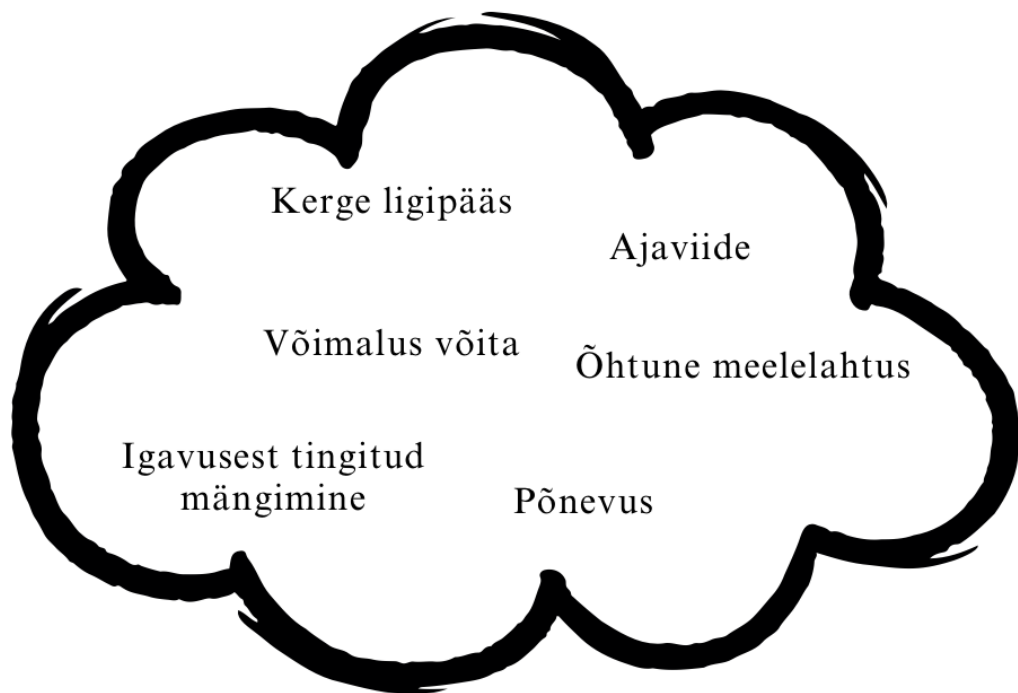 Kerge ligipääs
Ajaviide
Võimalus võita
Õhtune meelelahtus
Igavusest tingitud
mängimine
Põnevus